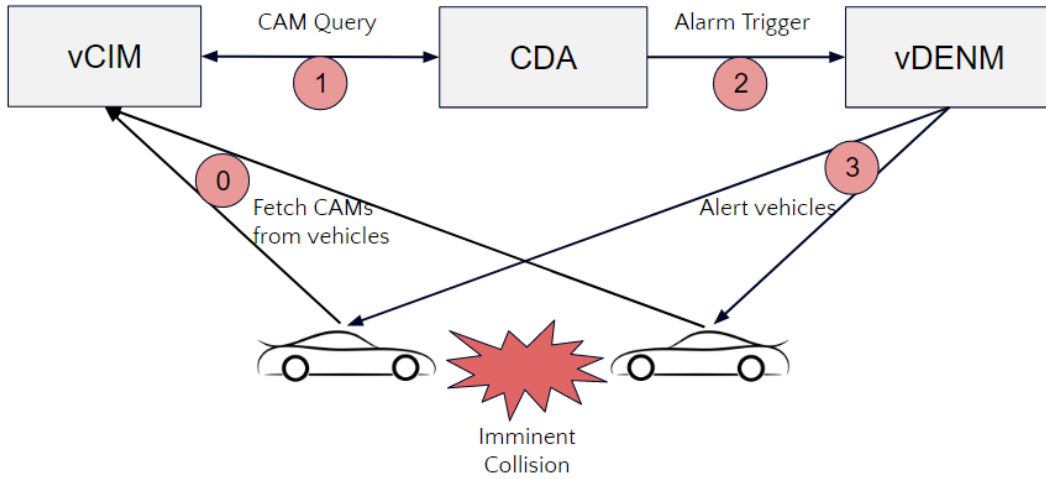 CAM Query
Alarm Trigger
vCIM
CDA
vDENM
1
2
0
3
Fetch CAMs
from vehicles
Alert vehicles
Imminent
Collision